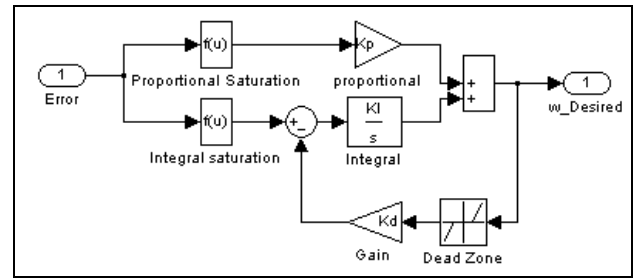 f(u)
Kp
Proportional Saturation
proportional
1
Error
+
+
1
w_Desired
f(u)
+
-
KI
s
Integral saturation
Integral
Kd
Gain
Dead Zone